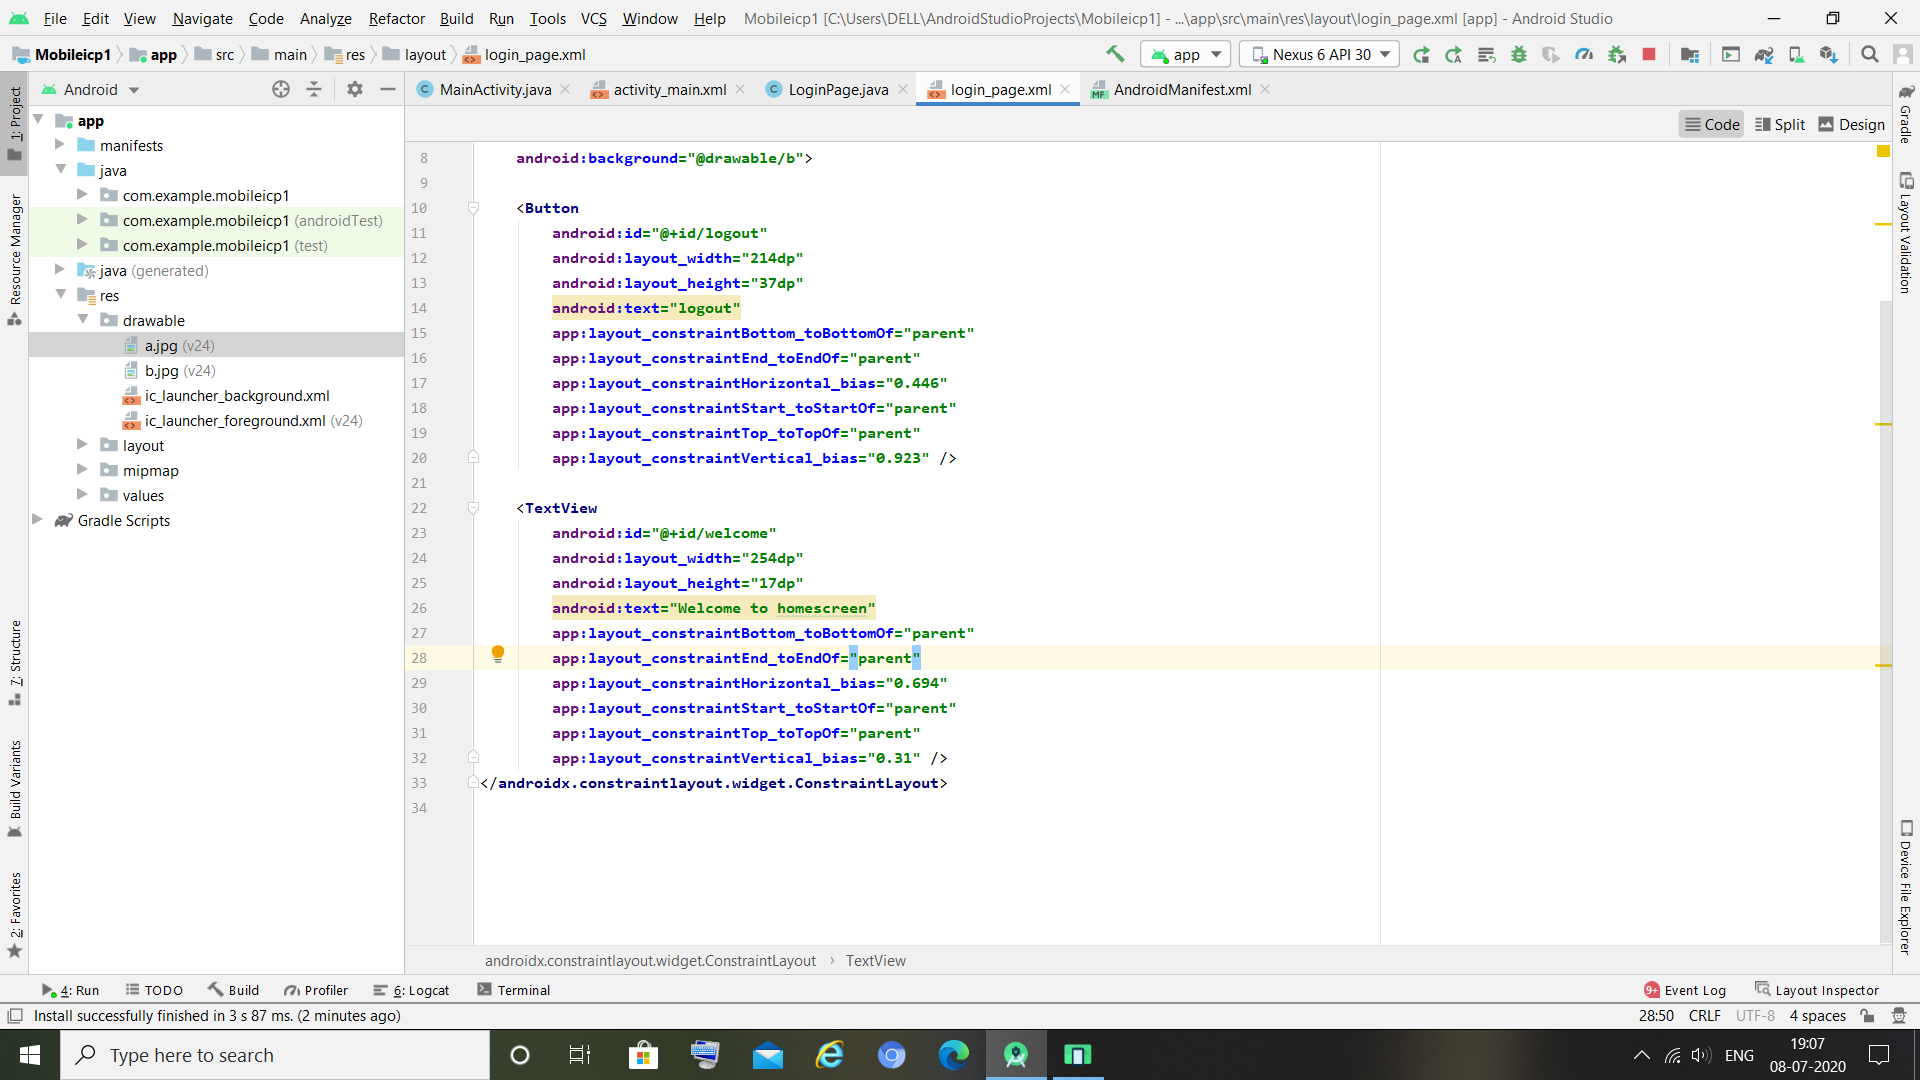 File Edit View Navigate Code Analyze Refactor Build Run Tools VCS Window Help Mobileicp1 [C:\Users\DELL\AndroidStudioProjects\Mobileicp1] - ...\app\src\main\res\layout\login_page.xml [app] - Android Studio
Mobileicp1 app src main res layout login_page.xml app Nexus 6 API 30
Android MainActivity.java activity_main.xml LoginPage.java login_page.xml AndroidManifest.xml
Code Split Design
1: Project
Resource Manager
7: Structure
Build Variants
2: Favorites
app
manifests
java
com.example.mobileicp1
com.example.mobileicp1 (androidTest)
com.example.mobileicp1 (test)
java (generated)
res
drawable
a.jpg (v24)
b.jpg (v24)
ic_launcher_background.xml
ic_launcher_foreground.xml (v24)
layout
mipmap
values
Gradle Scripts
8 android:background="@drawable/b">
9
10 <Button
11 android:id="@+id/logout"
12 android:layout_width="214dp"
13 android:layout_height="37dp"
14 android:text="logout"
15 app:layout_constraintBottom_toBottomOf="parent"
16 app:layout_constraintEnd_toEndOf="parent"
17 app:layout_constraintHorizontal_bias="0.446"
18 app:layout_constraintStart_toStartOf="parent"
19 app:layout_constraintTop_toTopOf="parent"
20 app:layout_constraintVertical_bias="0.923" />
21
22 <TextView
23 android:id="@+id/welcome"
24 android:layout_width="254dp"
25 android:layout_height="17dp"
26 android:text="Welcome to homescreen"
27 app:layout_constraintBottom_toBottomOf="parent"
28 app:layout_constraintEnd_toEndOf="parent"
29 app:layout_constraintHorizontal_bias="0.694"
30 app:layout_constraintStart_toStartOf="parent"
31 app:layout_constraintTop_toTopOf="parent"
32 app:layout_constraintVertical_bias="0.31" />
33 </androidx.constraintlayout.widget.ConstraintLayout>
34
androidx.constraintlayout.widget.ConstraintLayout › TextView
Gradle
Layout Validation
Device File Explorer
4: Run TODO Build Profiler 6: Logcat Terminal 9+ Event Log Layout Inspector
Install successfully finished in 3 s 87 ms. (2 minutes ago) 28:50 CRLF UTF-8 4 spaces
Type here to search ENG 19:07
08-07-2020